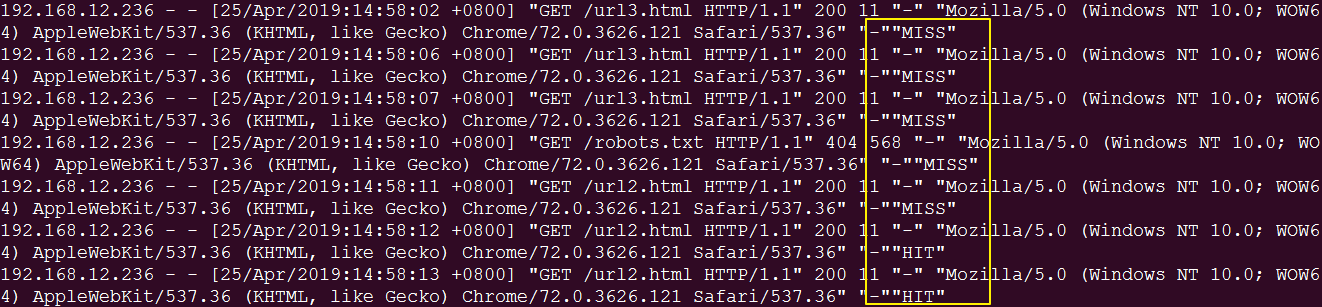 192.168.12.236 - - [25/Apr/2019:14:58:02 +0800] "GET /url3.html HTTP/1.1" 200 11 "-" "Mozilla/5.0 (Windows NT 10.0; WOW6
4) AppleWebKit/537.36 (KHTML, like Gecko) Chrome/72.0.3626.121 Safari/537.36" "-""MISS"
192.168.12.236 - - [25/Apr/2019:14:58:06 +0800] "GET /url3.html HTTP/1.1" 200 11 "-" "Mozilla/5.0 (Windows NT 10.0; WOW6
4) AppleWebKit/537.36 (KHTML, like Gecko) Chrome/72.0.3626.121 Safari/537.36" "-""MISS"
192.168.12.236 - - [25/Apr/2019:14:58:07 +0800] "GET /url3.html HTTP/1.1" 200 11 "-" "Mozilla/5.0 (Windows NT 10.0; WOW6
4) AppleWebKit/537.36 (KHTML, like Gecko) Chrome/72.0.3626.121 Safari/537.36" "-""MISS"
192.168.12.236 - - [25/Apr/2019:14:58:10 +0800] "GET /robots.txt HTTP/1.1" 404 568 "-" "Mozilla/5.0 (Windows NT 10.0; WO
W64) AppleWebKit/537.36 (KHTML, like Gecko) Chrome/72.0.3626.121 Safari/537.36" "-""MISS"
192.168.12.236 - - [25/Apr/2019:14:58:11 +0800] "GET /url2.html HTTP/1.1" 200 11 "-" "Mozilla/5.0 (Windows NT 10.0; WOW6
4) AppleWebKit/537.36 (KHTML, like Gecko) Chrome/72.0.3626.121 Safari/537.36" "-""MISS"
192.168.12.236 - - [25/Apr/2019:14:58:12 +0800] "GET /url2.html HTTP/1.1" 200 11 "-" "Mozilla/5.0 (Windows NT 10.0; WOW6
4) AppleWebKit/537.36 (KHTML, like Gecko) Chrome/72.0.3626.121 Safari/537.36" "-""HIT"
192.168.12.236 - - [25/Apr/2019:14:58:13 +0800] "GET /url2.html HTTP/1.1" 200 11 "-" "Mozilla/5.0 (Windows NT 10.0; WOW6
4) AppleWebKit/537.36 (KHTML, like Gecko) Chrome/72.0.3626.121 Safari/537.36" "-""HIT"